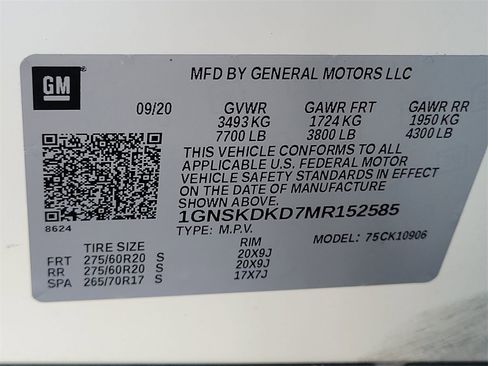 GM
MFD BY GENERAL MOTORS LLC
09/20 GVWR GAWR FRT GAWR RR
3493 KG 1724 KG 1950 KG
7700 LB 3800 LB 4300 LB
THIS VEHICLE CONFORMS TO ALL
APPLICABLE U.S. FEDERAL MOTOR
VEHICLE SAFETY STANDARDS IN
EFFECT ON THE DATE OF MANUFACTURE
SHOWN ABOVE.
1GNSKDKD7MR152585
8624
TYPE: M.P.V. MODEL: 75CK10906
TIRE SIZE RIM
FRT 275/60R20 S 20X9J
RR 275/60R20 S 20X9J
SPA 265/70R17 S 17X7J